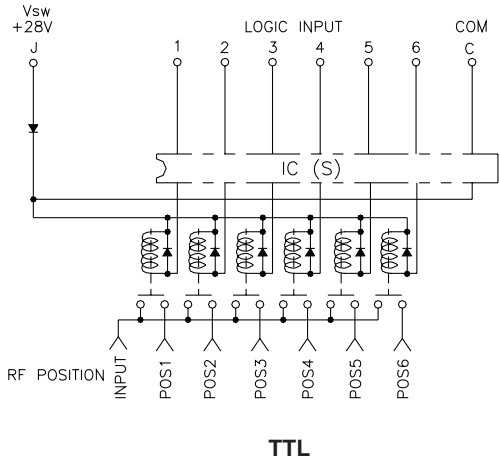 Vsw
+28V
J
LOGIC INPUT
COM
1 2 3 4 5 6 C
IC (S)
RF POSITION
INPUT
POS1
POS2
POS3
POS4
POS5
POS6
TTL